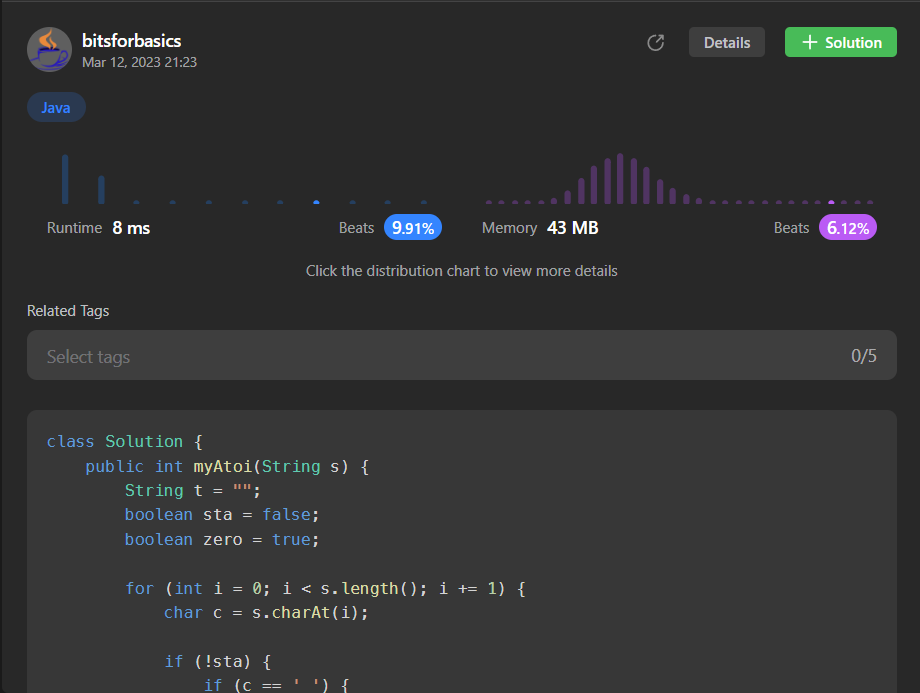 bitsforbasics
Mar 12, 2023 21:23
Details
+ Solution
Java
Runtime 8 ms Beats 9.91% Memory 43 MB Beats 6.12%
Click the distribution chart to view more details
Related Tags
Select tags 0/5
class Solution {
    public int myAtoi(String s) {
        String t = "";
        boolean sta = false;
        boolean zero = true;

        for (int i = 0; i < s.length(); i += 1) {
            char c = s.charAt(i);

            if (!sta) {
                if (c == ' ') {